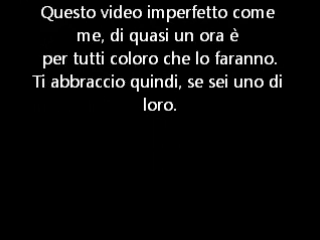 Questo video imperfetto come
me, di quasi un ora è
per tutti coloro che lo faranno.
Ti abbraccio quindi, se sei uno di
loro.